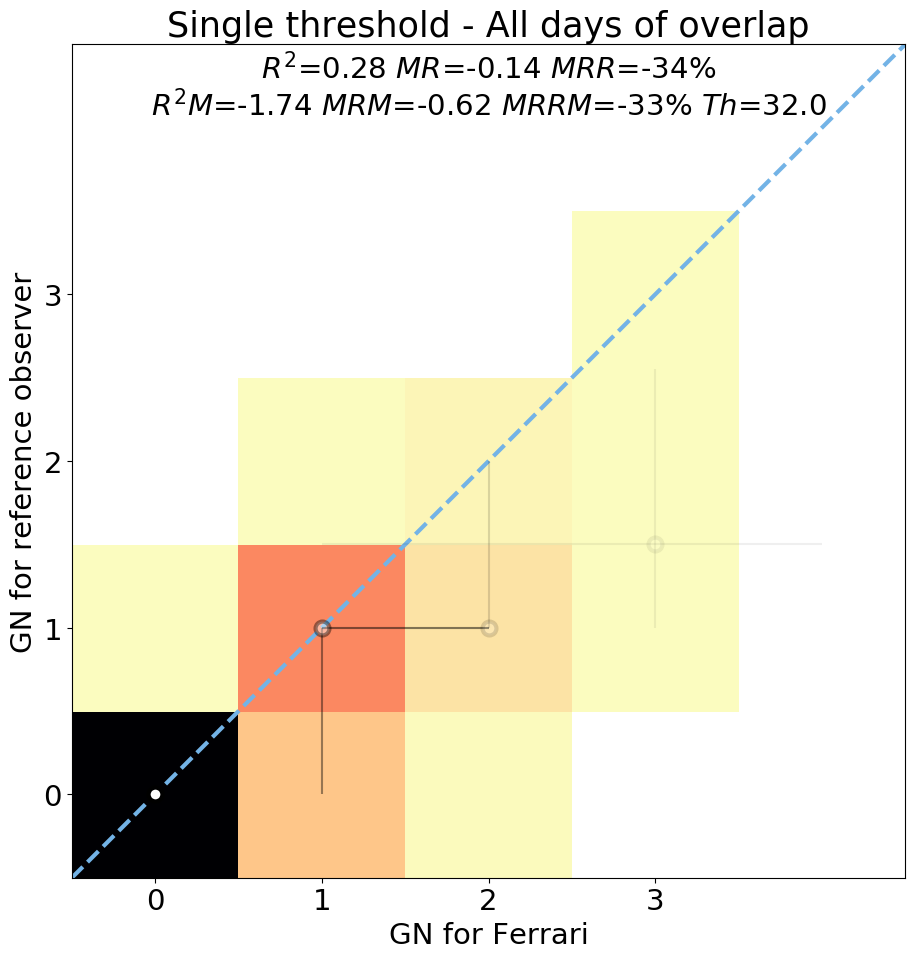 Single threshold - All days of overlap
R²=0.28 MR=-0.14 MRR=-34%
R²M=-1.74 MRM=-0.62 MRRM=-33% Th=32.0
GN for reference observer
3
2
1
0
0 1 2 3
GN for Ferrari